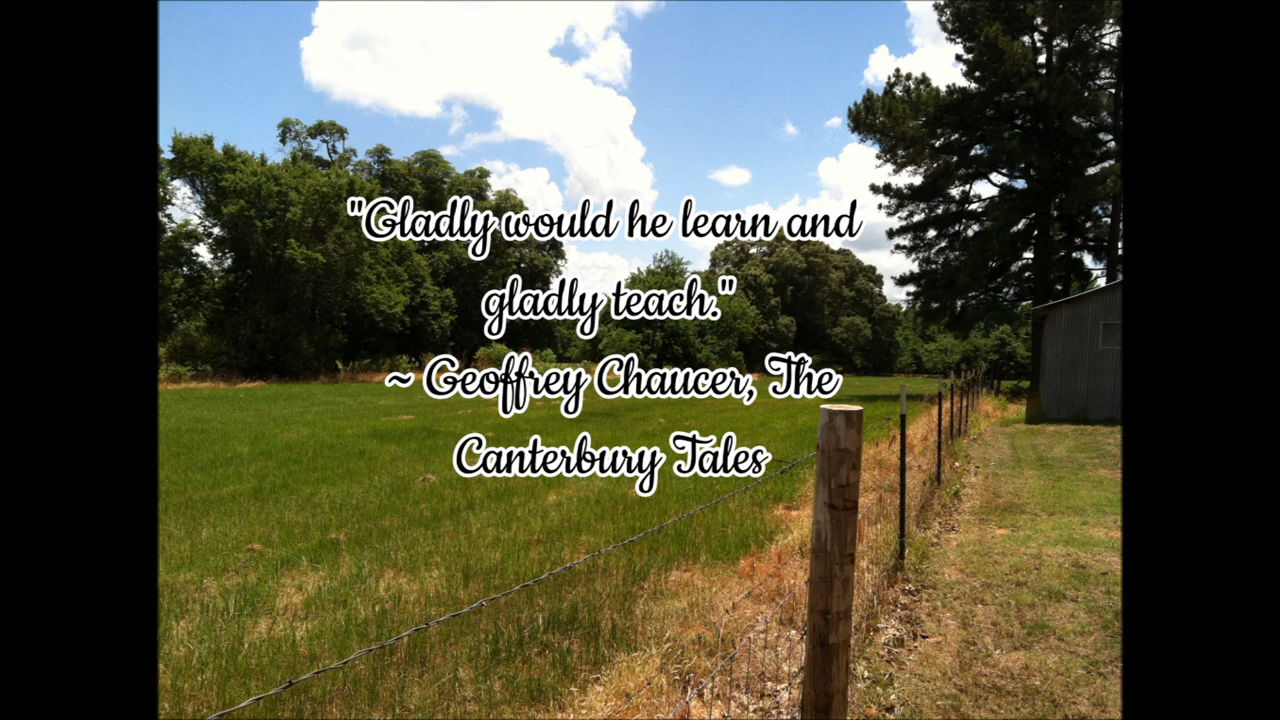 "Gladly would he learn and
gladly teach."
~ Geoffrey Chaucer, The
Canterbury Tales